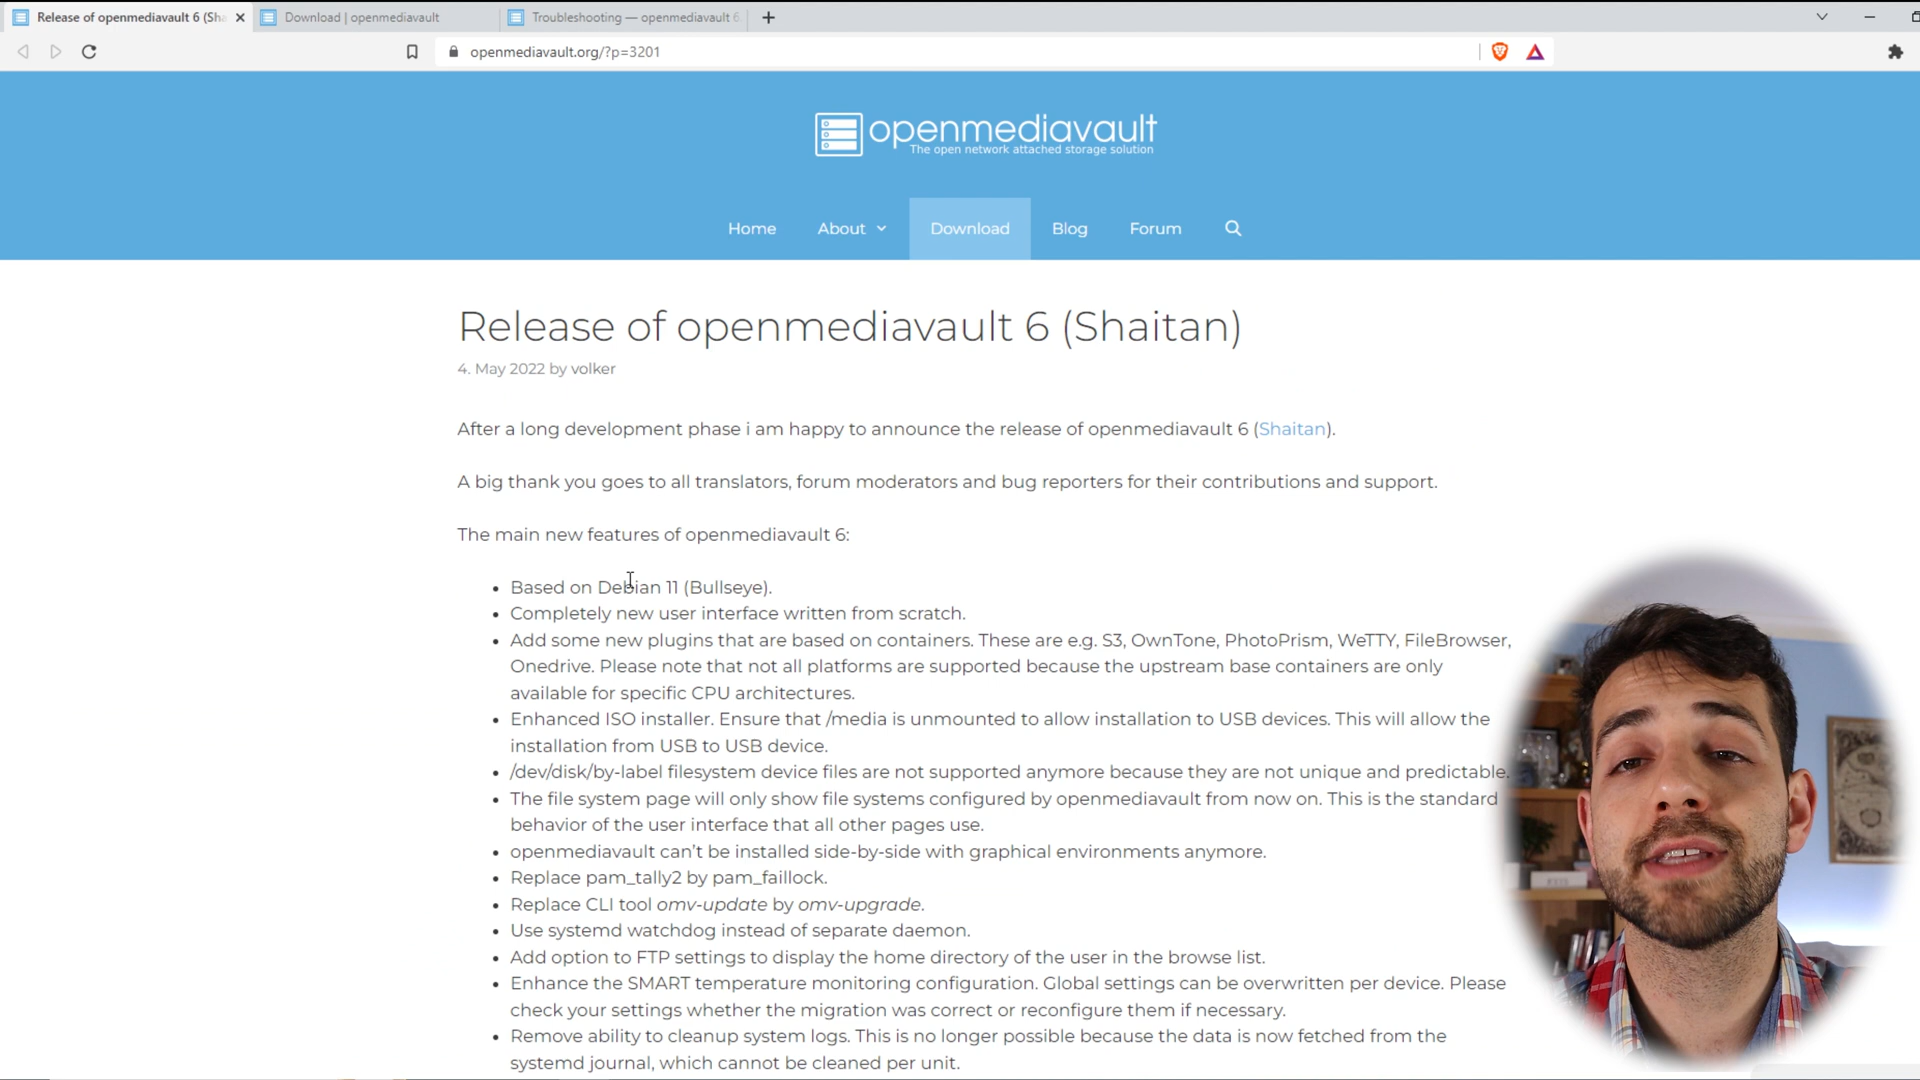 Release of openmediavault 6 (Sha
Download | openmediavault
Troubleshooting — openmediavault 6.
openmediavault.org/?p=3201
openmediavault
The open network attached storage solution
Home
About
Download
Blog
Forum
Release of openmediavault 6 (Shaitan)
4. May 2022 by volker
After a long development phase i am happy to announce the release of openmediavault 6 (Shaitan).
A big thank you goes to all translators, forum moderators and bug reporters for their contributions and support.
The main new features of openmediavault 6:
• Based on Debian 11 (Bullseye).
• Completely new user interface written from scratch.
• Add some new plugins that are based on containers. These are e.g. S3, OwnTone, PhotoPrism, WeTTY, FileBrowser,
Onedrive. Please note that not all platforms are supported because the upstream base containers are only
available for specific CPU architectures.
• Enhanced ISO installer. Ensure that /media is unmounted to allow installation to USB devices. This will allow the
installation from USB to USB device.
• /dev/disk/by-label filesystem device files are not supported anymore because they are not unique and predictable.
• The file system page will only show file systems configured by openmediavault from now on. This is the standard
behavior of the user interface that all other pages use.
• openmediavault can’t be installed side-by-side with graphical environments anymore.
• Replace pam_tally2 by pam_faillock.
• Replace CLI tool omv-update by omv-upgrade.
• Use systemd watchdog instead of separate daemon.
• Add option to FTP settings to display the home directory of the user in the browse list.
• Enhance the SMART temperature monitoring configuration. Global settings can be overwritten per device. Please
check your settings whether the migration was correct or reconfigure them if necessary.
• Remove ability to cleanup system logs. This is no longer possible because the data is now fetched from the
systemd journal, which cannot be cleaned per unit.